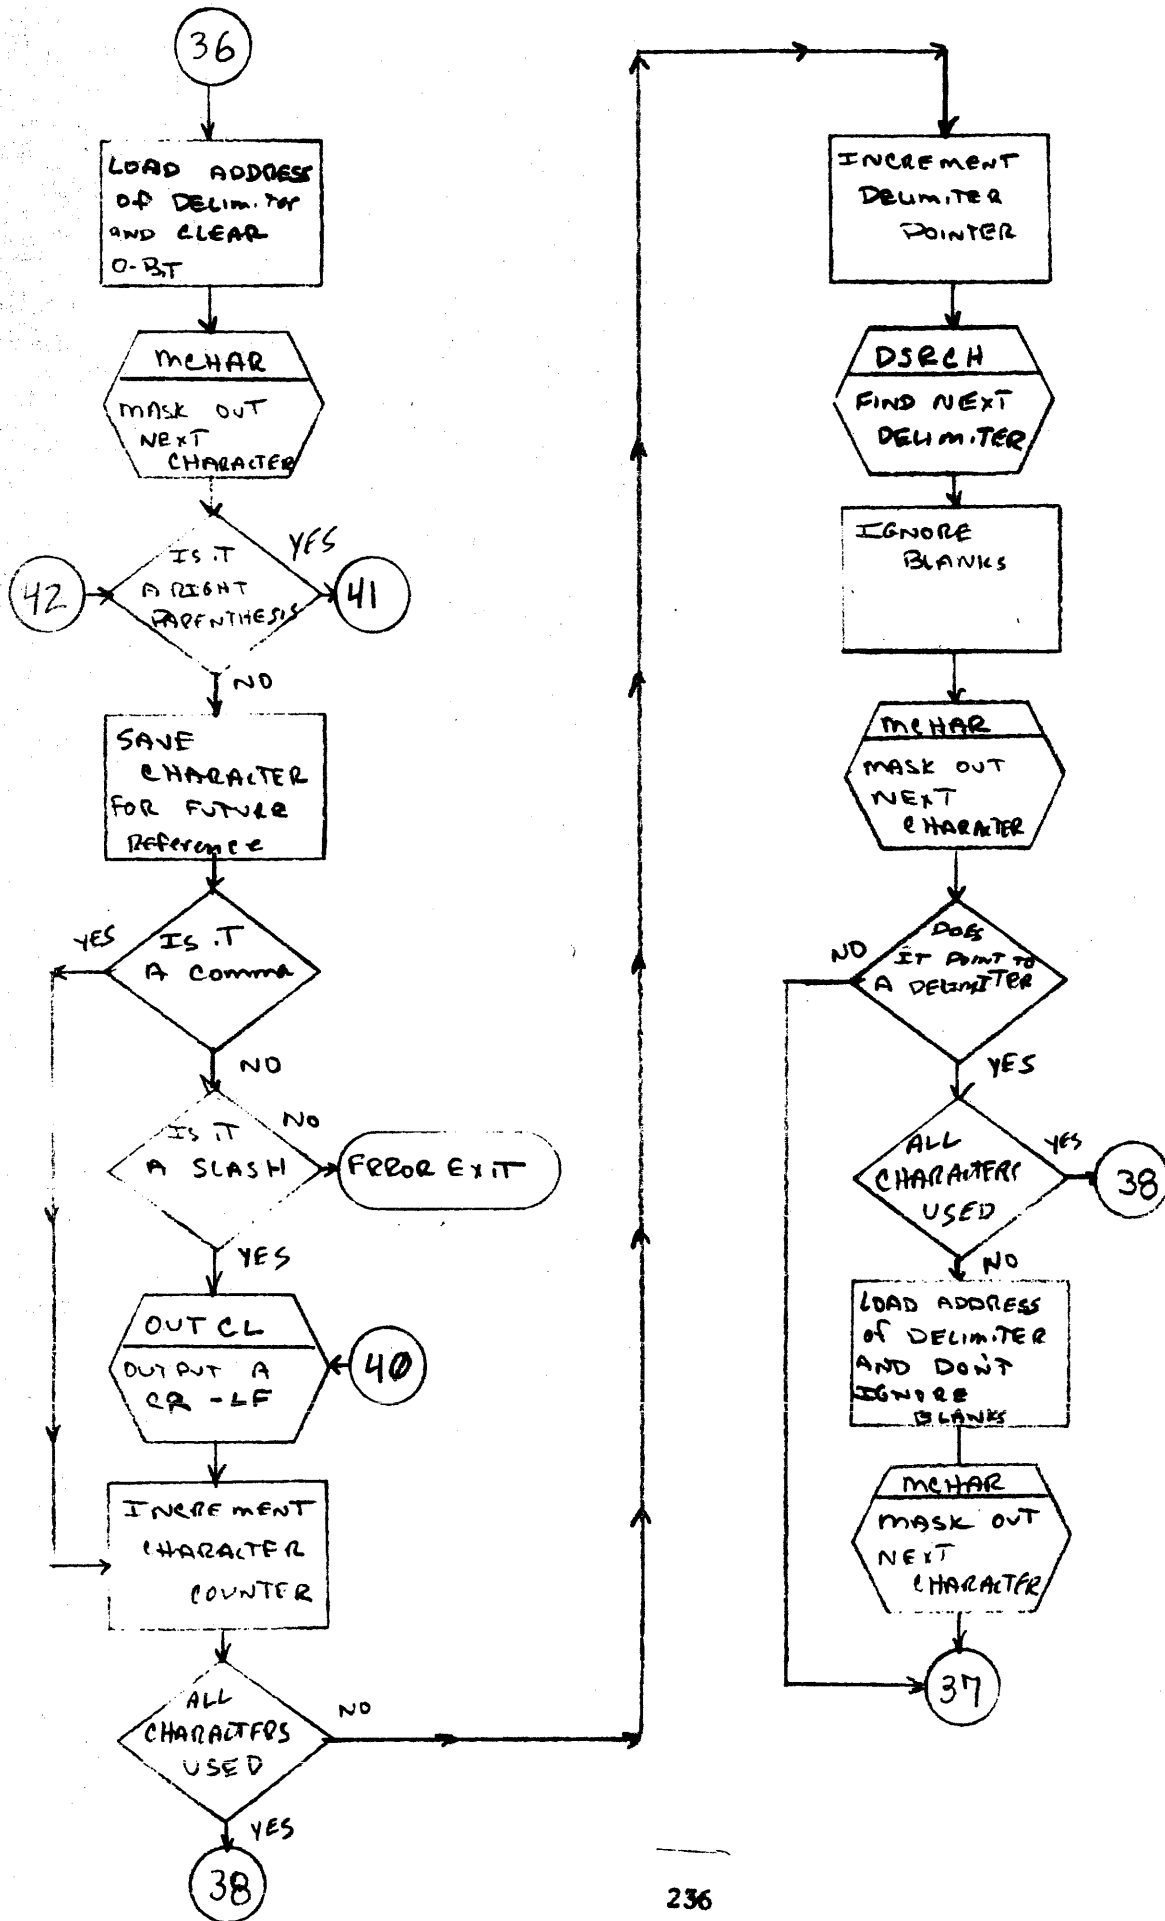 36
LOAD ADDRESS
OF DELIMITER
AND CLEAR
O-BIT
MCHAR
MASK OUT
NEXT
CHARACTER
IS IT
A RIGHT
PARENTHESIS
YES
42
41
NO
SAVE
CHARACTER
FOR FUTURE
Reference
YES
IS IT
A COMMA
NO
IS IT
A SLASH
NO
ERROR EXIT
YES
OUTCL
OUTPUT A
CR-LF
40
INCREMENT
CHARACTER
COUNTER
ALL
CHARACTERS
USED
NO
YES
38
INCREMENT
DELIMITER
POINTER
DSRCH
FIND NEXT
DELIMITER
IGNORE
BLANKS
MCHAR
MASK OUT
NEXT
CHARACTER
DOES
IT POINT TO
A DELIMITER
NO
YES
ALL
CHARACTERS
USED
YES
38
NO
LOAD ADDRESS
of DELIMITER
AND DON'T
IGNORE
BLANKS
MCHAR
MASK OUT
NEXT
CHARACTER
37
236